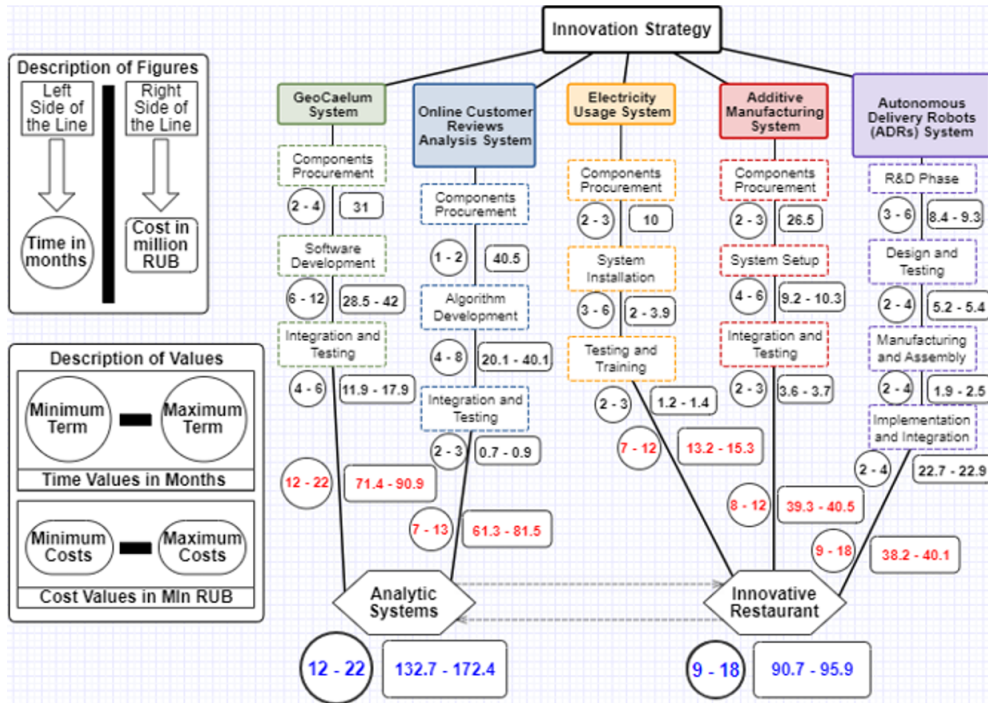 Innovation Strategy
Description of Figures
Left
Side of
the Line
Right
Side of
the Line
Time in
months
Cost in
million
RUB
Description of Values
Minimum
Term
Maximum
Term
Time Values in Months
Minimum
Costs
Maximum
Costs
Cost Values in Mln RUB
GeoCaelum
System
Components
Procurement
2 - 4
31
Software
Development
6 - 12
28.5 - 42
Integration and
Testing
4 - 6
11.9 - 17.9
12 - 22
71.4 - 90.9
Online Customer
Reviews
Analysis System
Components
Procurement
1 - 2
40.5
Algorithm
Development
4 - 8
20.1 - 40.1
Integration and
Testing
2 - 3
0.7 - 0.9
7 - 13
61.3 - 81.5
Electricity
Usage System
Components
Procurement
2 - 3
10
System
Installation
3 - 6
2 - 3.9
Testing and
Training
2 - 3
1.2 - 1.4
7 - 12
13.2 - 15.3
Additive
Manufacturing
System
Components
Procurement
2 - 3
26.5
System Setup
4 - 6
9.2 - 10.3
Integration and
Testing
2 - 3
3.6 - 3.7
8 - 12
39.3 - 40.5
Autonomous
Delivery Robots
(ADRs) System
R&D Phase
3 - 6
8.4 - 9.3
Design and
Testing
2 - 4
5.2 - 5.4
Manufacturing
and Assembly
2 - 4
1.9 - 2.5
Implementation
and Integration
2 - 4
22.7 - 22.9
9 - 18
38.2 - 40.1
Analytic
Systems
12 - 22
132.7 - 172.4
Innovative
Restaurant
9 - 18
90.7 - 95.9